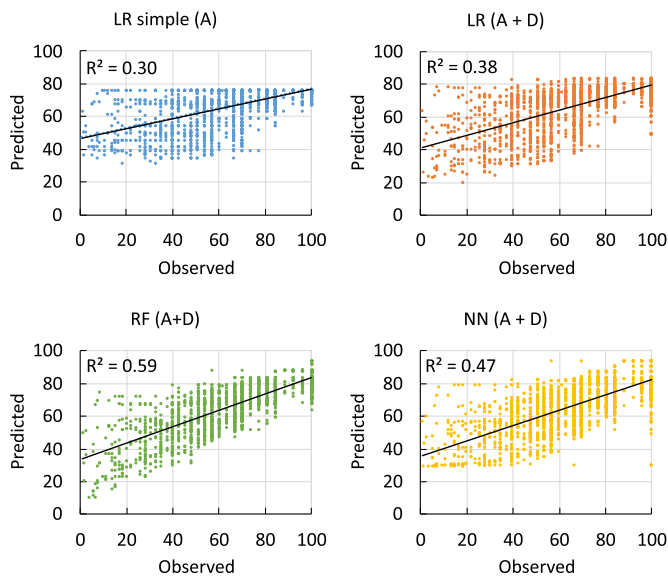 LR simple (A)
100
80
60
40
20
0
R² = 0.30
Predicted
0 20 40 60 80 100
Observed
LR (A + D)
100
80
60
40
20
0
R² = 0.38
Predicted
0 20 40 60 80 100
Observed
RF (A+D)
100
80
60
40
20
0
R² = 0.59
Predicted
0 20 40 60 80 100
Observed
NN (A + D)
100
80
60
40
20
0
R² = 0.47
Predicted
0 20 40 60 80 100
Observed